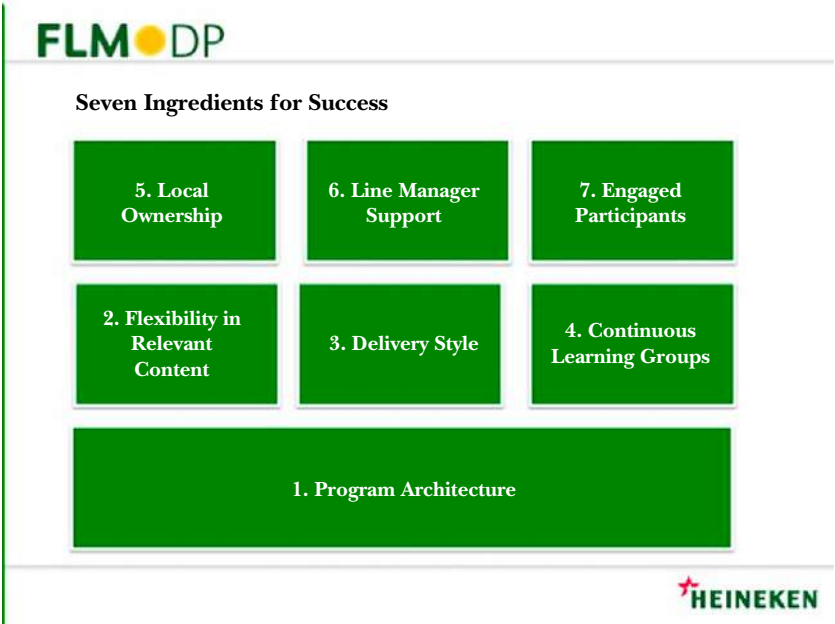 FLM DP
Seven Ingredients for Success
5. Local
Ownership
6. Line Manager
Support
7. Engaged
Participants
2. Flexibility in
Relevant
Content
3. Delivery Style
4. Continuous
Learning Groups
1. Program Architecture
HEINEKEN